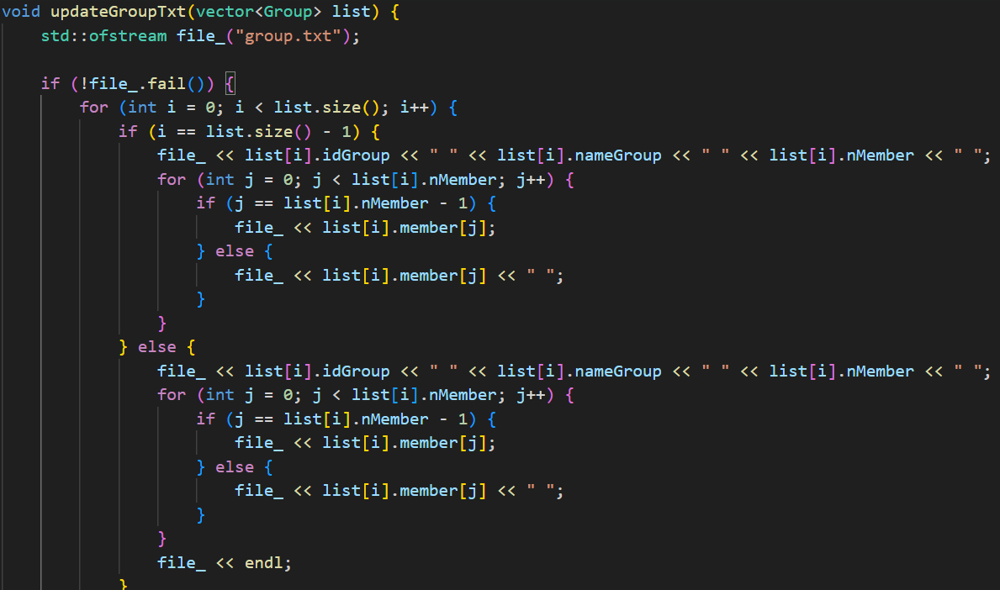 void updateGroupTxt(vector<Group> list) {
    std::ofstream file_("group.txt");

    if (!file_.fail()) {
        for (int i = 0; i < list.size(); i++) {
            if (i == list.size() - 1) {
                file_ << list[i].idGroup << " " << list[i].nameGroup << " " << list[i].nMember << " ";
                for (int j = 0; j < list[i].nMember; j++) {
                    if (j == list[i].nMember - 1) {
                        file_ << list[i].member[j];
                    } else {
                        file_ << list[i].member[j] << " ";
                    }
                }
            } else {
                file_ << list[i].idGroup << " " << list[i].nameGroup << " " << list[i].nMember << " ";
                for (int j = 0; j < list[i].nMember; j++) {
                    if (j == list[i].nMember - 1) {
                        file_ << list[i].member[j];
                    } else {
                        file_ << list[i].member[j] << " ";
                    }
                }
                file_ << endl;
            }